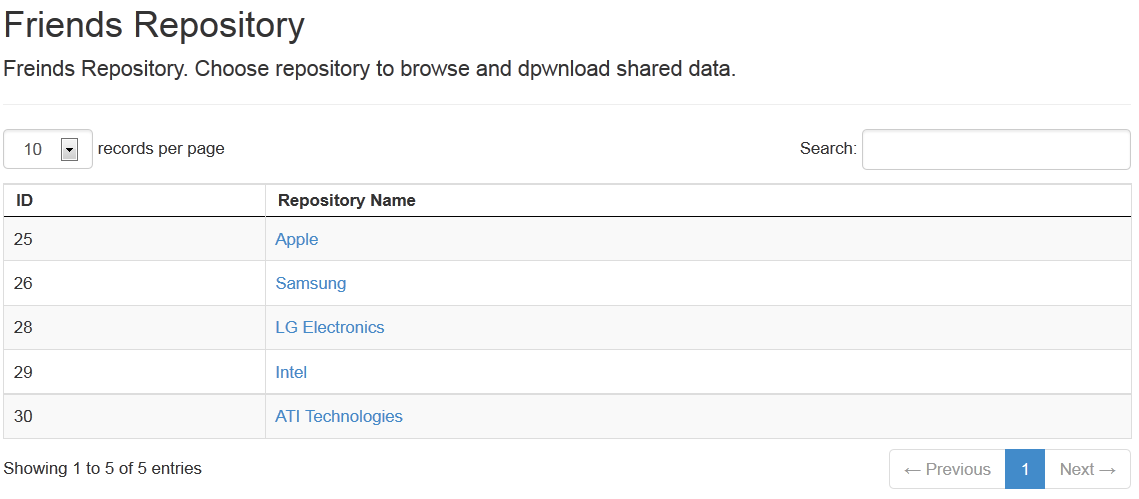 Friends Repository
Freinds Repository. Choose repository to browse and dpwnload shared data.
10 records per page Search:
ID Repository Name
25 Apple
26 Samsung
28 LG Electronics
29 Intel
30 ATI Technologies
Showing 1 to 5 of 5 entries ← Previous 1 Next →